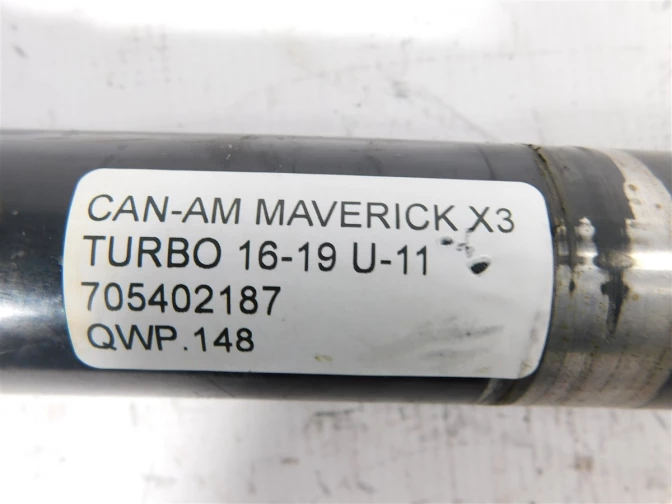 CAN-AM MAVERICK X3
TURBO 16-19 U-11
705402187
QWP.148